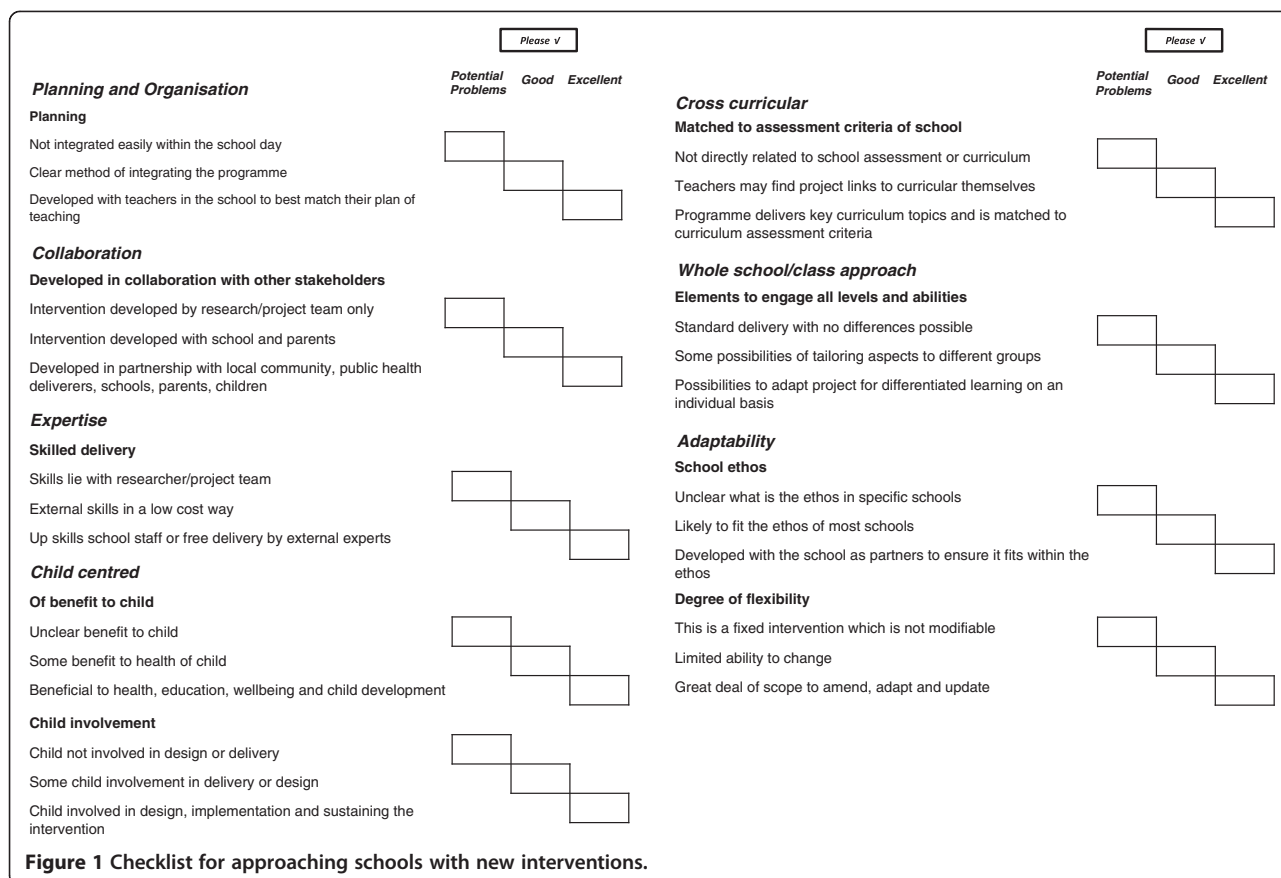 Please √
Potential Problems
Good
Excellent
Planning and Organisation
Planning
Not integrated easily within the school day
Clear method of integrating the programme
Developed with teachers in the school to best match their plan of
teaching
Collaboration
Developed in collaboration with other stakeholders
Intervention developed by research/project team only
Intervention developed with school and parents
Developed in partnership with local community, public health
deliverers, schools, parents, children
Expertise
Skilled delivery
Skills lie with researcher/project team
External skills in a low cost way
Up skills school staff or free delivery by external experts
Child centred
Of benefit to child
Unclear benefit to child
Some benefit to health of child
Beneficial to health, education, wellbeing and child development
Child involvement
Child not involved in design or delivery
Some child involvement in delivery or design
Child involved in design, implementation and sustaining the
intervention
Please √
Potential Problems
Good
Excellent
Cross curricular
Matched to assessment criteria of school
Not directly related to school assessment or curriculum
Teachers may find project links to curricular themselves
Programme delivers key curriculum topics and is matched to
curriculum assessment criteria
Whole school/class approach
Elements to engage all levels and abilities
Standard delivery with no differences possible
Some possibilities of tailoring aspects to different groups
Possibilities to adapt project for differentiated learning on an
individual basis
Adaptability
School ethos
Unclear what is the ethos in specific schools
Likely to fit the ethos of most schools
Developed with the school as partners to ensure it fits within the
ethos
Degree of flexibility
This is a fixed intervention which is not modifiable
Limited ability to change
Great deal of scope to amend, adapt and update
Figure 1 Checklist for approaching schools with new interventions.